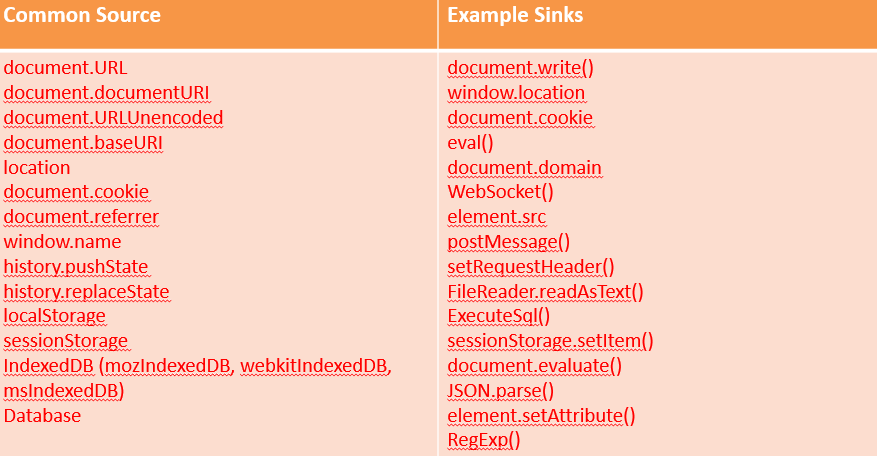 Common Source
Example Sinks
document.URL
document.documentURI
document.URLUnencoded
document.baseURI
location
document.cookie
document.referrer
window.name
history.pushState
history.replaceState
localStorage
sessionStorage
IndexedDB (mozIndexedDB, webkitIndexedDB,
msIndexedDB)
Database
document.write()
window.location
document.cookie
eval()
document.domain
WebSocket()
element.src
postMessage()
setRequestHeader()
FileReader.readAsText()
ExecuteSql()
sessionStorage.setItem()
document.evaluate()
JSON.parse()
element.setAttribute()
RegExp()